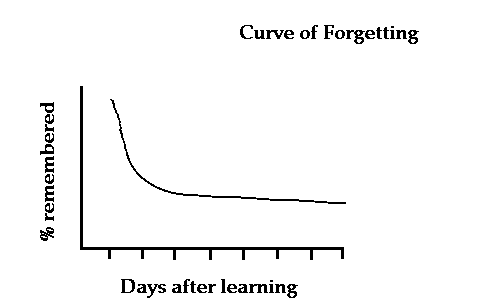 Curve of Forgetting
% remembered
Days after learning